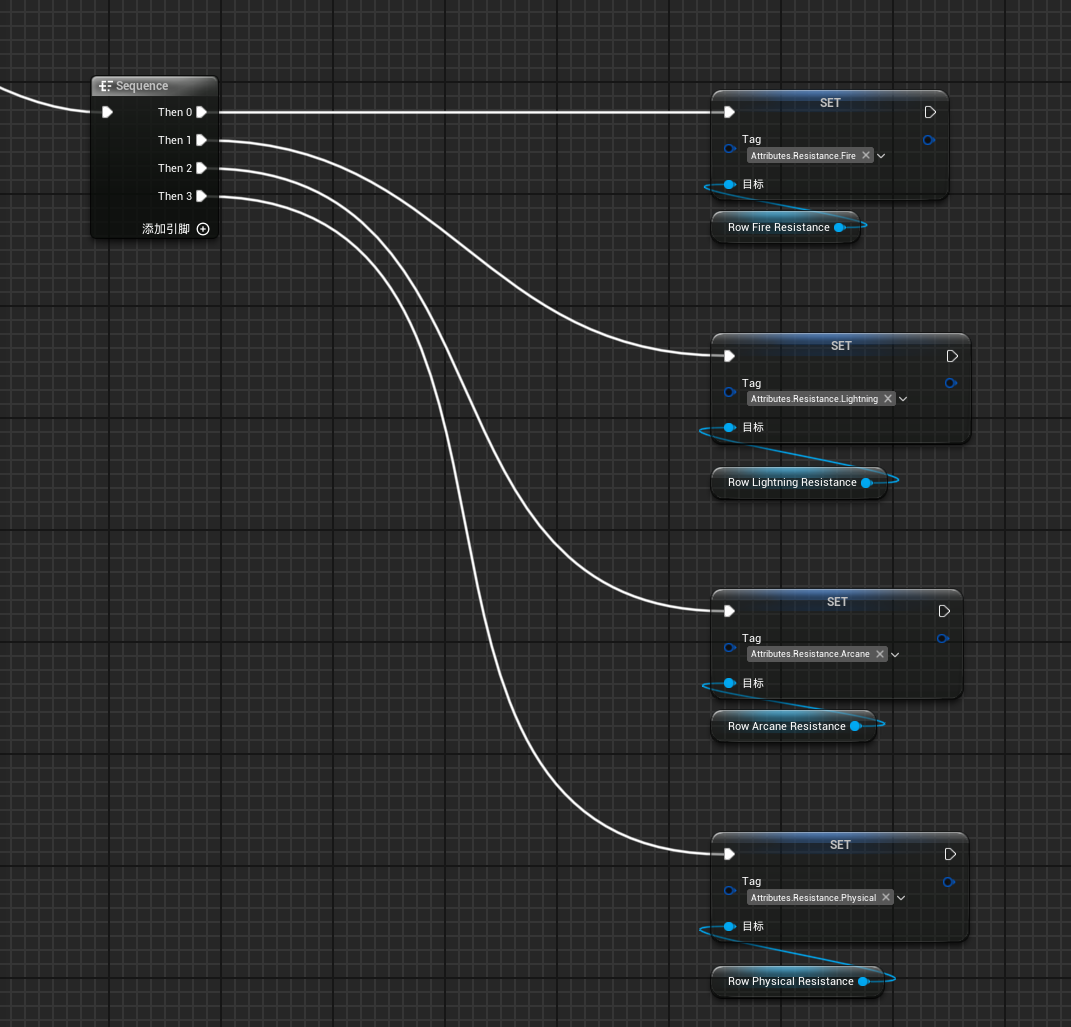 Sequence
Then 0
Then 1
Then 2
Then 3
添加引脚
SET
Tag
Attributes.Resistance.Fire
目标
Row Fire Resistance
SET
Tag
Attributes.Resistance.Lightning
目标
Row Lightning Resistance
SET
Tag
Attributes.Resistance.Arcane
目标
Row Arcane Resistance
SET
Tag
Attributes.Resistance.Physical
目标
Row Physical Resistance